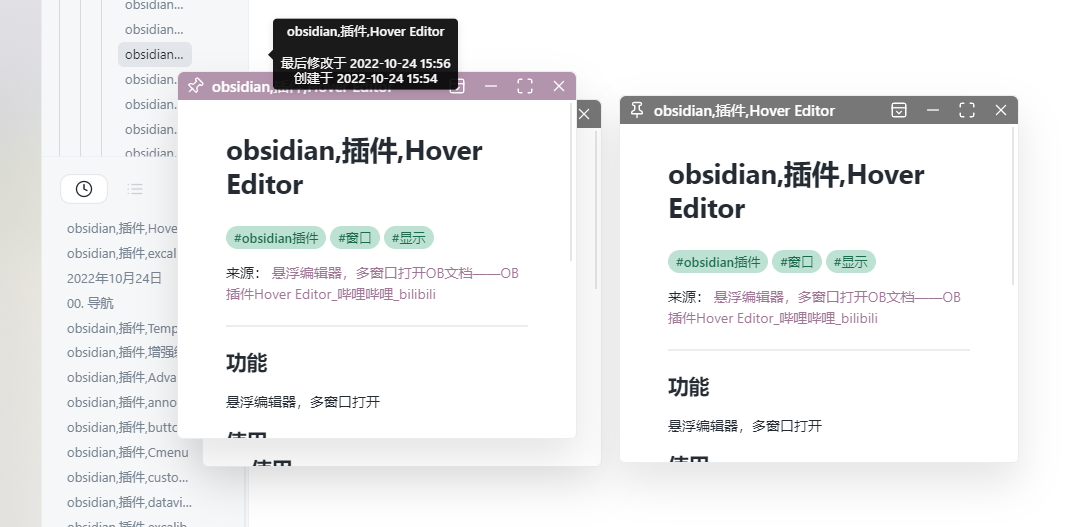 obsidian...
obsidian...
obsidian...
obsidian.
obsidian,
obsidian,
obsidian.
obsidian,插件,Hover Editor
最后修改于 2022-10-24 15:56
创建于 2022-10-24 15:54
obsidian,插件,Hove
obsidian,插件,excal
2022年10月24日
00. 导航
obsidain,插件,Temp
obsidian,插件,增强
obsidian,插件,Adva
obsidian,插件,anno
obsidian,插件,butto
obsidian,插件,Cmenu
obsidian,插件,custo...
obsidian,插件,datavi...
obsidian,插件,excalib
obsidian,插件,Hover Editor
obsidian,插件,Hover
Editor
#obsidian插件 #窗口 #显示
来源： 悬浮编辑器，多窗口打开OB文档——OB
插件Hover Editor_哔哩哔哩_bilibili
功能
悬浮编辑器，多窗口打开
使用
使用
obsidian,插件,Hover Editor
obsidian,插件,Hover
Editor
#obsidian插件 #窗口 #显示
来源： 悬浮编辑器，多窗口打开OB文档——OB
插件Hover Editor_哔哩哔哩_bilibili
功能
悬浮编辑器，多窗口打开
使用